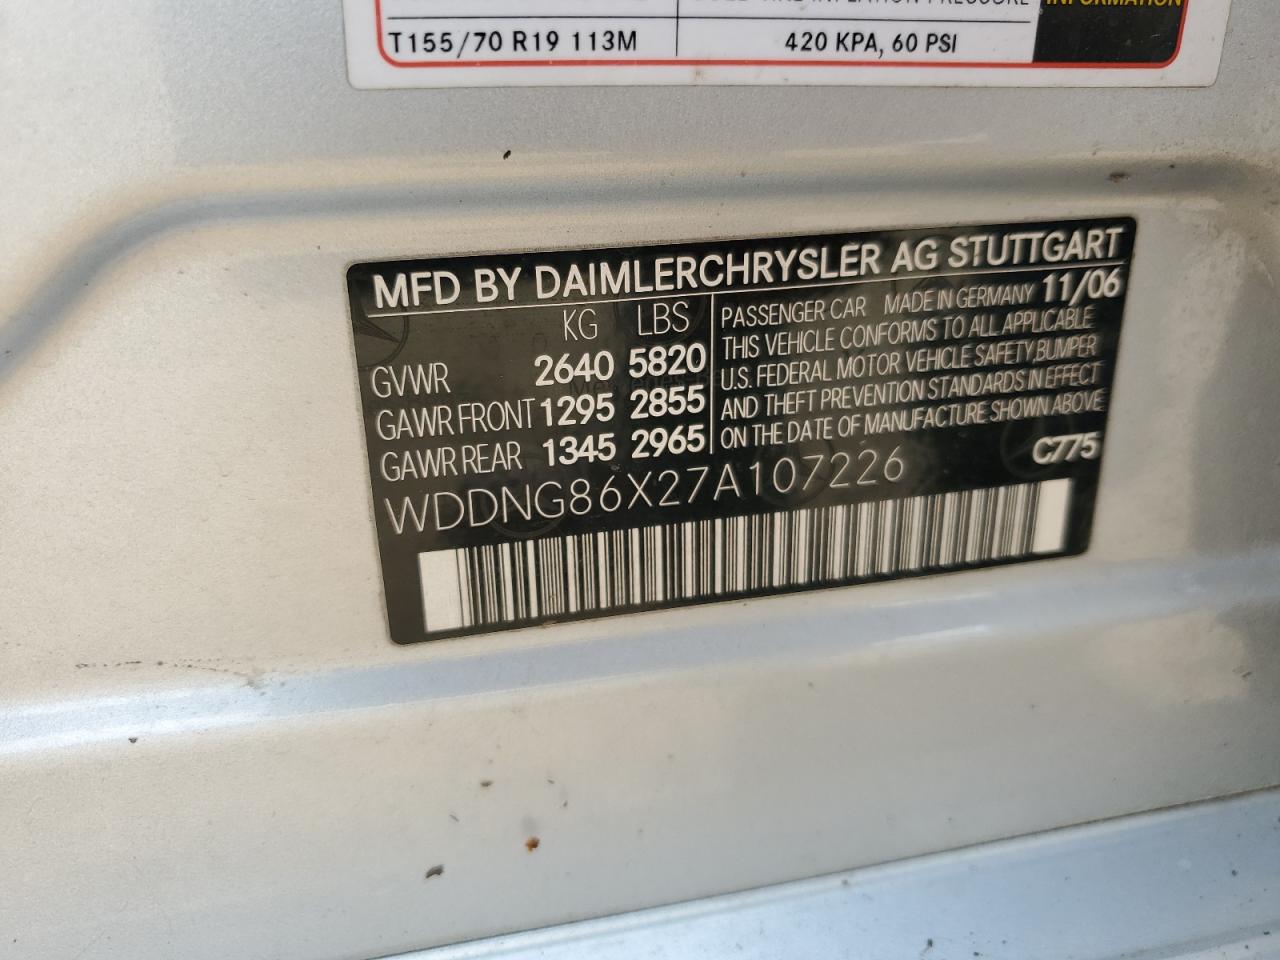 INFORMATION
T155/70 R19 113M 420 KPA, 60 PSI
MFD BY DAIMLERCHRYSLER AG STUTTGART
KG LBS
GVWR 2640 5820
GAWR FRONT 1295 2855
GAWR REAR 1345 2965
PASSENGER CAR MADE IN GERMANY 11/06
THIS VEHICLE CONFORMS TO ALL APPLICABLE
U.S. FEDERAL MOTOR VEHICLE SAFETY, BUMPER
AND THEFT PREVENTION STANDARDS IN EFFECT
ON THE DATE OF MANUFACTURE SHOWN ABOVE
WDDNG86X27A107226 C775